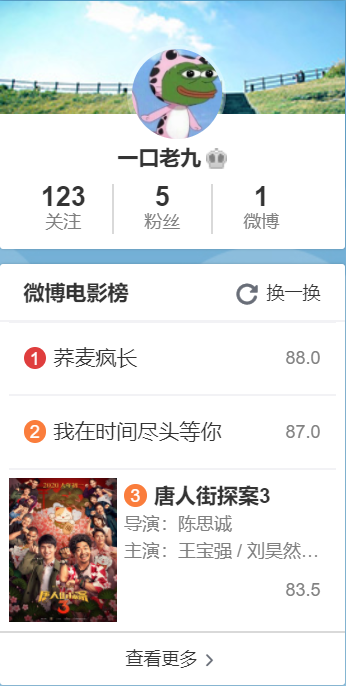 一口老九
123 5 1
关注 粉丝 微博
微博电影榜 换一换
1 荞麦疯长 88.0
2 我在时间尽头等你 87.0
3 唐人街探案3
导演：陈思诚
主演：王宝强 / 刘昊然…
83.5
2020 大年初一
唐人街探案
3
查看更多